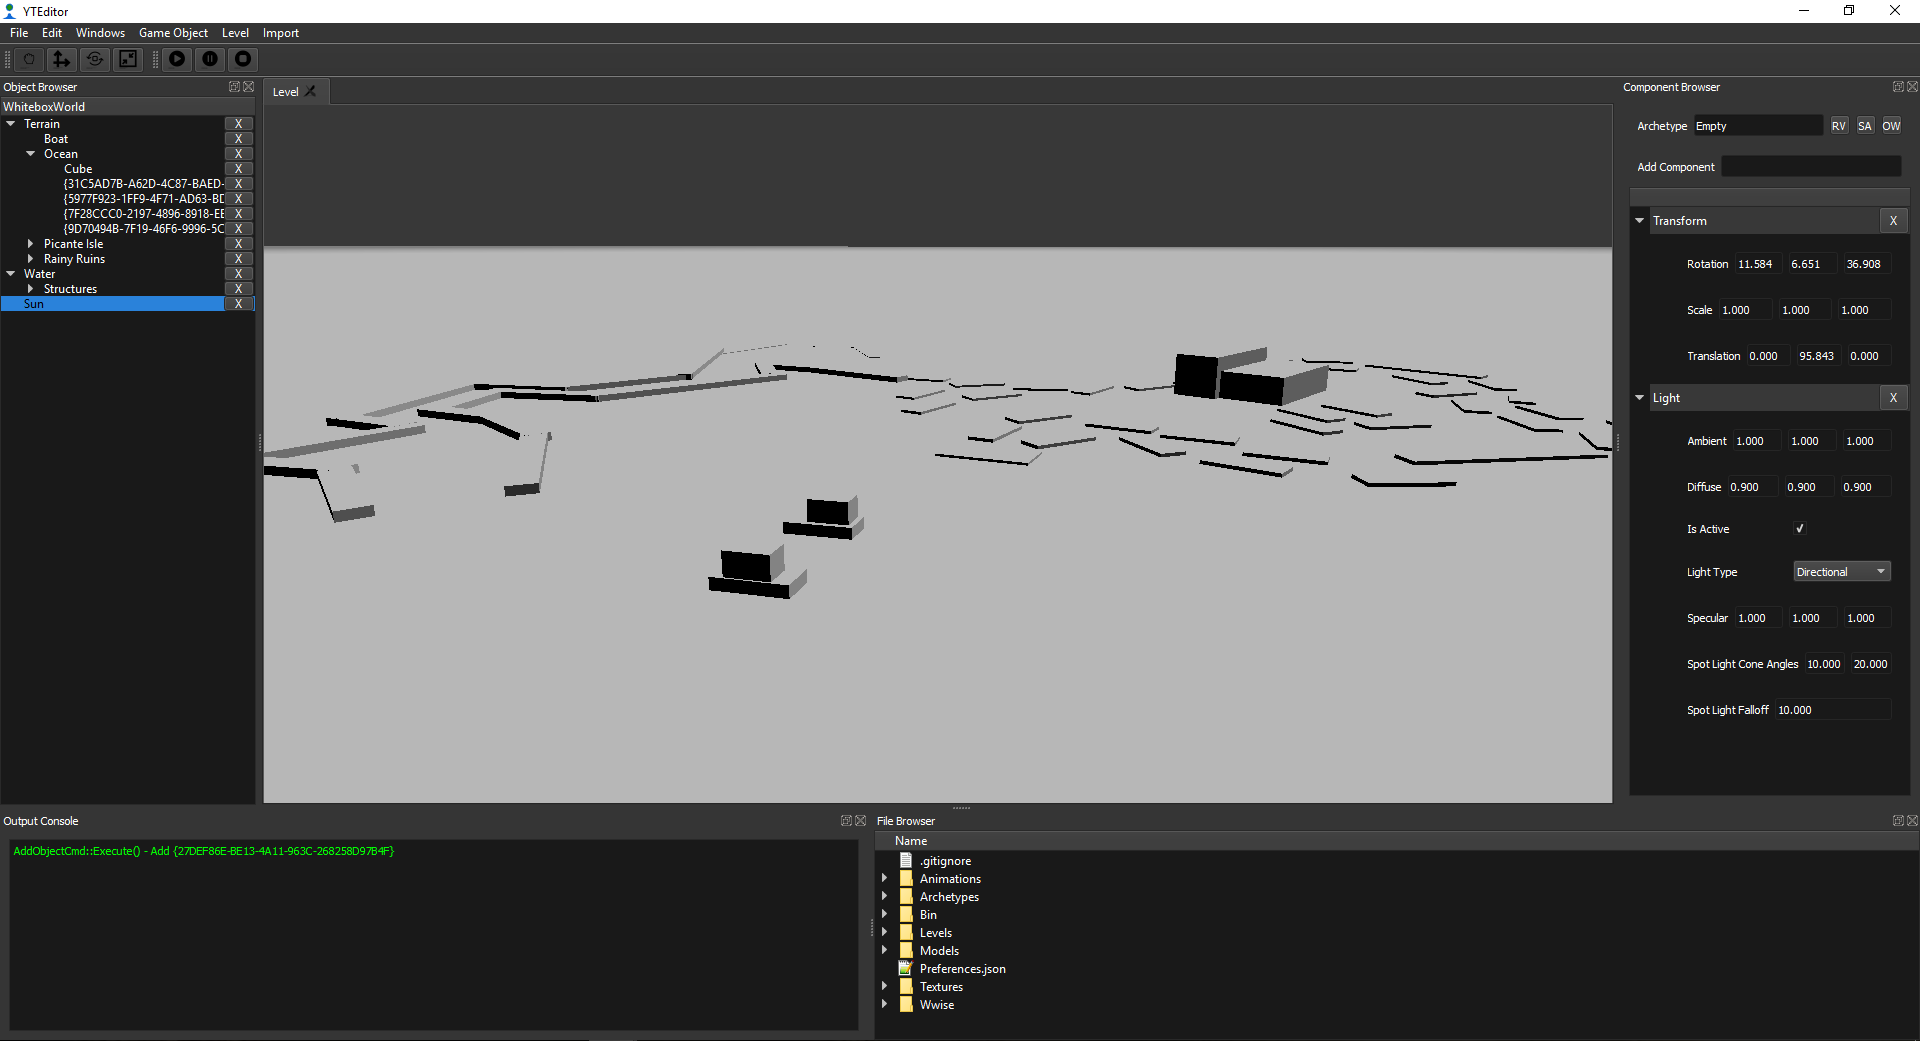 YTEditor
File Edit Windows Game Object Level Import
Object Browser
WhiteboxWorld
Terrain X
Boat X
Ocean X
Cube X
{31C5AD7B-A62D-4C87-BAED- X
{5977F923-1FF9-4F71-AD63-BD X
{7F28CCC0-2197-4896-8918-EE X
{9D70494B-7F19-46F6-9996-5C X
Picante Isle X
Rainy Ruins X
Water X
Structures X
Sun X
Level
Component Browser
Archetype Empty RV SA OW
Add Component
Transform X
Rotation 11.584 6.651 36.908
Scale 1.000 1.000 1.000
Translation 0.000 95.843 0.000
Light X
Ambient 1.000 1.000 1.000
Diffuse 0.900 0.900 0.900
Is Active
Light Type Directional
Specular 1.000 1.000 1.000
Spot Light Cone Angles 10.000 20.000
Spot Light Falloff 10.000
Output Console
AddObjectCmd::Execute() - Add {27DEF86E-BE13-4A11-963C-268258D97B4F}
File Browser
Name
.gitignore
Animations
Archetypes
Bin
Levels
Models
Preferences.json
Textures
Wwise